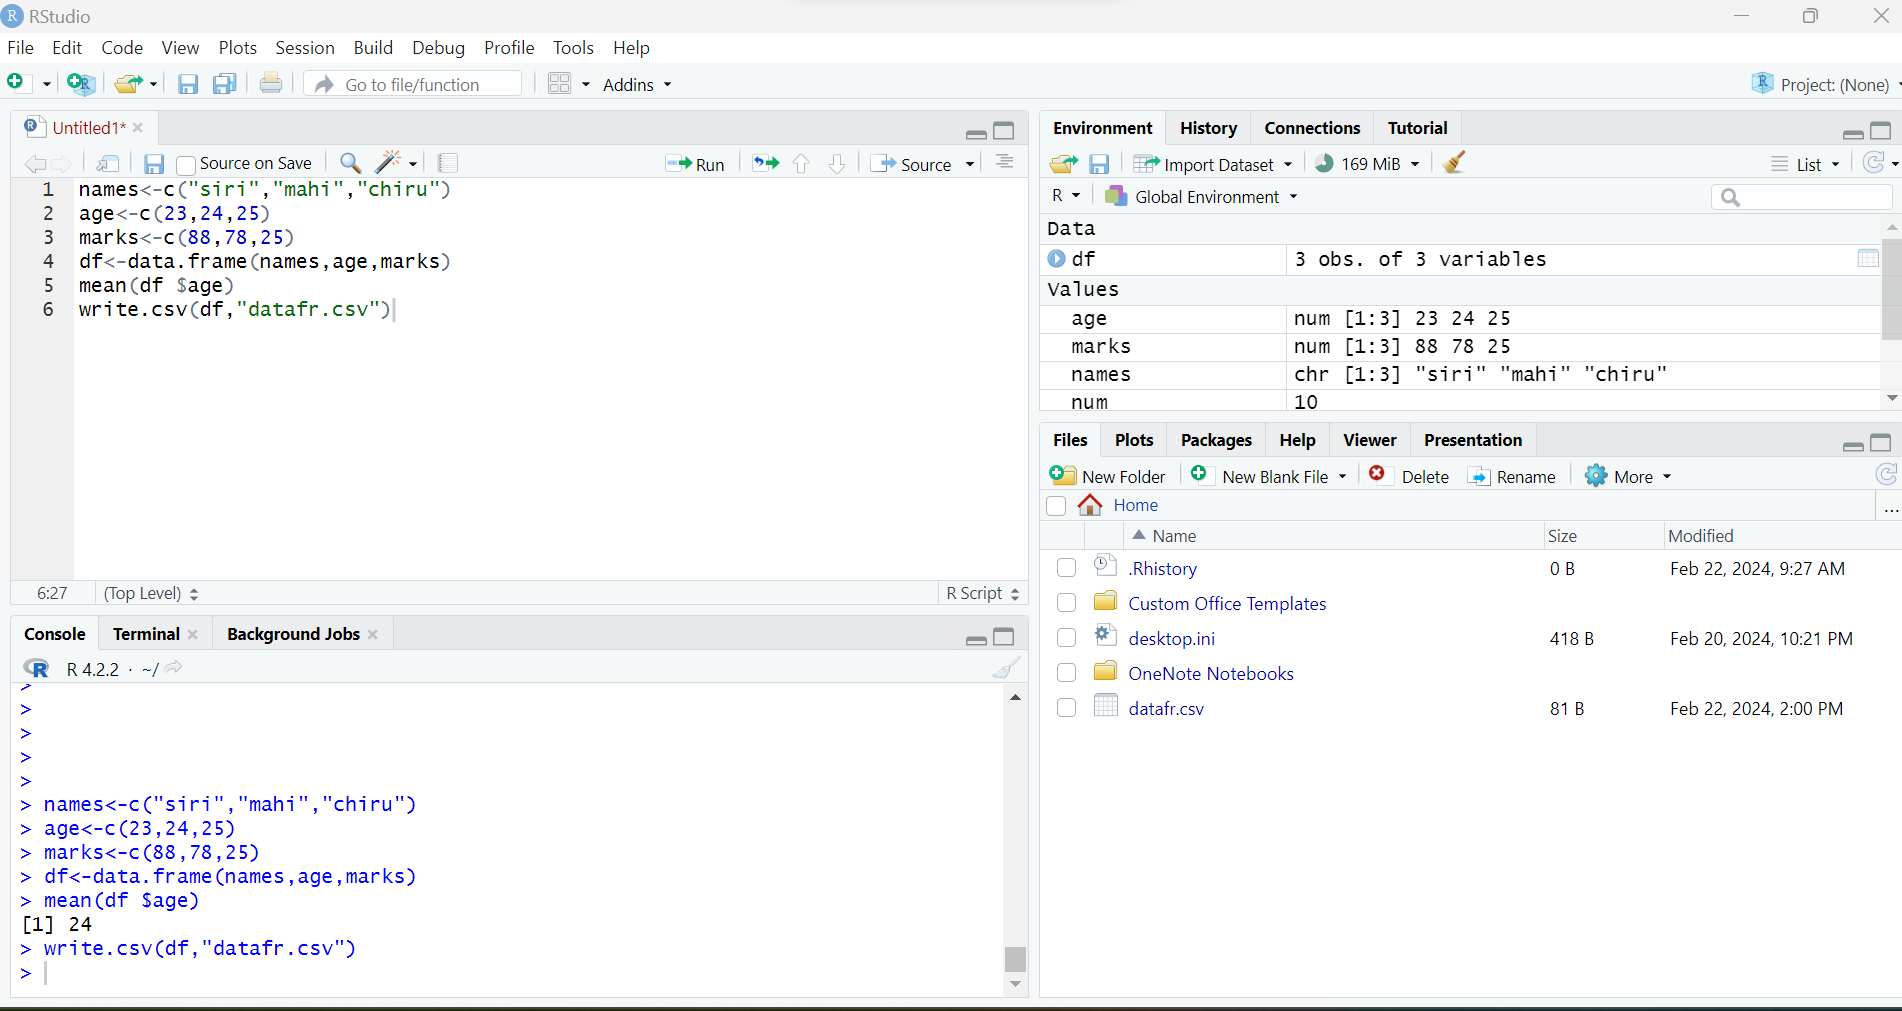 RStudio
File Edit Code View Plots Session Build Debug Profile Tools Help
Go to file/function Addins Project: (None)
Untitled1*
Source on Save Run Source
1 names<-c("siri","mahi","chiru")
2 age<-c(23,24,25)
3 marks<-c(88,78,25)
4 df<-data.frame(names,age,marks)
5 mean(df $age)
6 write.csv(df,"datafr.csv")
6:27 (Top Level) R Script
Console Terminal Background Jobs
R 4.2.2 · ~/
>
>
>
>
>
> names<-c("siri","mahi","chiru")
> age<-c(23,24,25)
> marks<-c(88,78,25)
> df<-data.frame(names,age,marks)
> mean(df $age)
[1] 24
> write.csv(df,"datafr.csv")
>
Environment History Connections Tutorial
Import Dataset 169 MiB List
R Global Environment
Data
df 3 obs. of 3 variables
Values
age num [1:3] 23 24 25
marks num [1:3] 88 78 25
names chr [1:3] "siri" "mahi" "chiru"
num 10
Files Plots Packages Help Viewer Presentation
New Folder New Blank File Delete Rename More
Home ...
Name Size Modified
.Rhistory 0 B Feb 22, 2024, 9:27 AM
Custom Office Templates
desktop.ini 418 B Feb 20, 2024, 10:21 PM
OneNote Notebooks
datafr.csv 81 B Feb 22, 2024, 2:00 PM